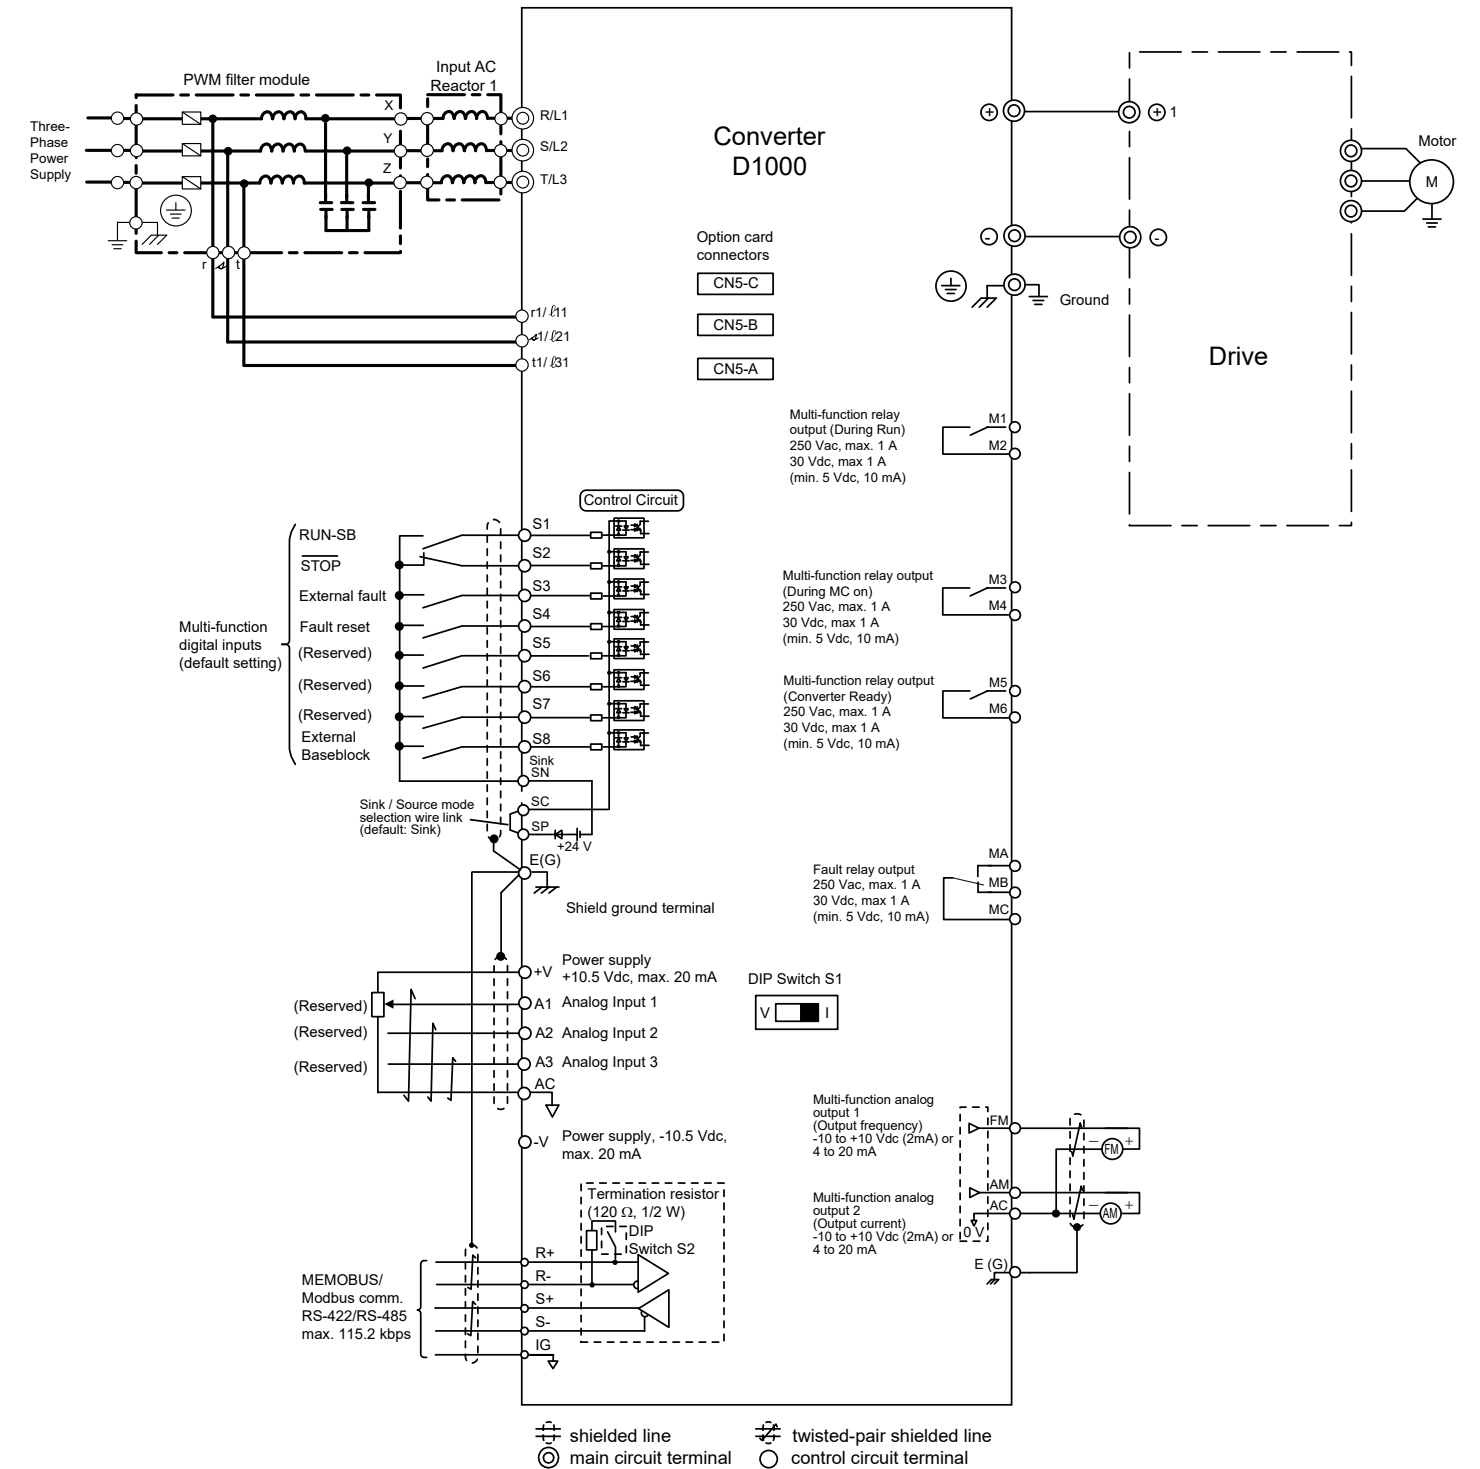 PWM filter module
Input AC
Reactor 1
Three-
Phase
Power
Supply
X
Y
Z
R/L1
S/L2
T/L3
r
t
r1/ ℓ11
1/ ℓ21
t1/ ℓ31
Converter
D1000
Option card
connectors
CN5-C
CN5-B
CN5-A
+
-
Ground
+ 1
-
Drive
Motor
M
Multi-function relay
output (During Run)
250 Vac, max. 1 A
30 Vdc, max 1 A
(min. 5 Vdc, 10 mA)
M1
M2
Multi-function relay output
(During MC on)
250 Vac, max. 1 A
30 Vdc, max 1 A
(min. 5 Vdc, 10 mA)
M3
M4
Multi-function relay output
(Converter Ready)
250 Vac, max. 1 A
30 Vdc, max 1 A
(min. 5 Vdc, 10 mA)
M5
M6
Fault relay output
250 Vac, max. 1 A
30 Vdc, max 1 A
(min. 5 Vdc, 10 mA)
MA
MB
MC
Control Circuit
Multi-function
digital inputs
(default setting)
RUN-SB
STOP
External fault
Fault reset
(Reserved)
(Reserved)
(Reserved)
External
Baseblock
S1
S2
S3
S4
S5
S6
S7
S8
Sink
SN
SC
SP
+24 V
Sink / Source mode
selection wire link
(default: Sink)
E(G)
Shield ground terminal
+V
Power supply
+10.5 Vdc, max. 20 mA
(Reserved)
A1 Analog Input 1
(Reserved)
A2 Analog Input 2
(Reserved)
A3 Analog Input 3
AC
-V
Power supply, -10.5 Vdc,
max. 20 mA
DIP Switch S1
V I
Multi-function analog
output 1
(Output frequency)
-10 to +10 Vdc (2mA) or
4 to 20 mA
FM
− FM +
Multi-function analog
output 2
(Output current)
-10 to +10 Vdc (2mA) or
4 to 20 mA
AM
AC
0 V
− AM +
E (G)
Termination resistor
(120 Ω, 1/2 W)
DIP
Switch S2
MEMOBUS/
Modbus comm.
RS-422/RS-485
max. 115.2 kbps
R+
R-
S+
S-
IG
shielded line
twisted-pair shielded line
main circuit terminal
control circuit terminal